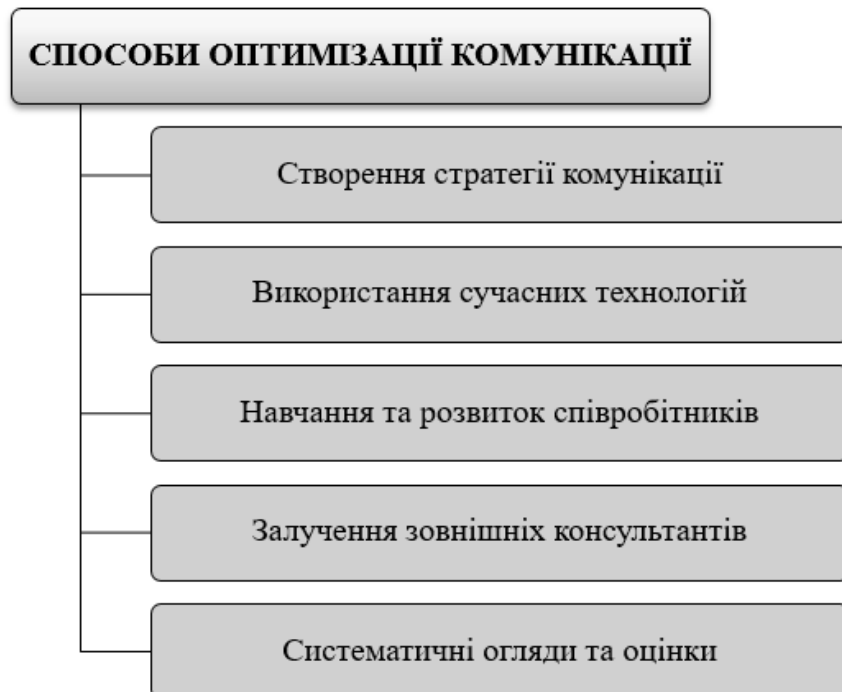 СПОСОБИ ОПТИМІЗАЦІЇ КОМУНІКАЦІЇ
Створення стратегії комунікації
Використання сучасних технологій
Навчання та розвиток співробітників
Залучення зовнішніх консультантів
Систематичні огляди та оцінки